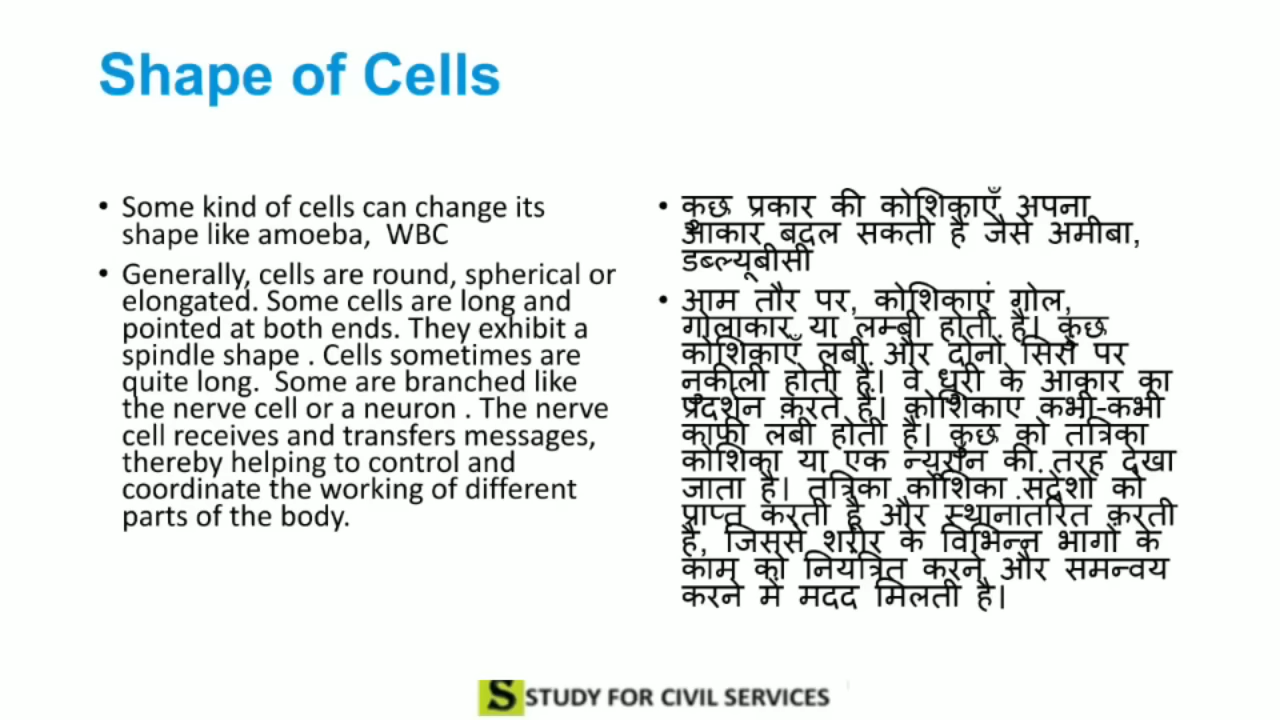 Shape of Cells
• Some kind of cells can change its
shape like amoeba, WBC
• Generally, cells are round, spherical or
elongated. Some cells are long and
pointed at both ends. They exhibit a
spindle shape . Cells sometimes are
quite long. Some are branched like
the nerve cell or a neuron . The nerve
cell receives and transfers messages,
thereby helping to control and
coordinate the working of different
parts of the body.
• कुछ प्रकार की कोशिकाएँ अपना
आकार बदल सकती हैं जैसे अमीबा,
डब्ल्यूबीसी
• आम तौर पर, कोशिकाएं गोल,
गोलाकार या लम्बी होती हैं। कुछ
कोशिकाएँ लंबी और दोनों सिरों पर
नुकीली होती हैं। वे धुरी के आकार का
प्रदर्शन करते हैं। कोशिकाएं कभी-कभी
काफी लंबी होती हैं। कुछ को तंत्रिका
कोशिका या एक न्यूरॉन की तरह देखा
जाता है। तंत्रिका कोशिका संदेशों को
प्राप्त करती है और स्थानांतरित करती
है, जिससे शरीर के विभिन्न भागों के
काम को नियंत्रित करने और समन्वय
करने में मदद मिलती है।
S STUDY FOR CIVIL SERVICES